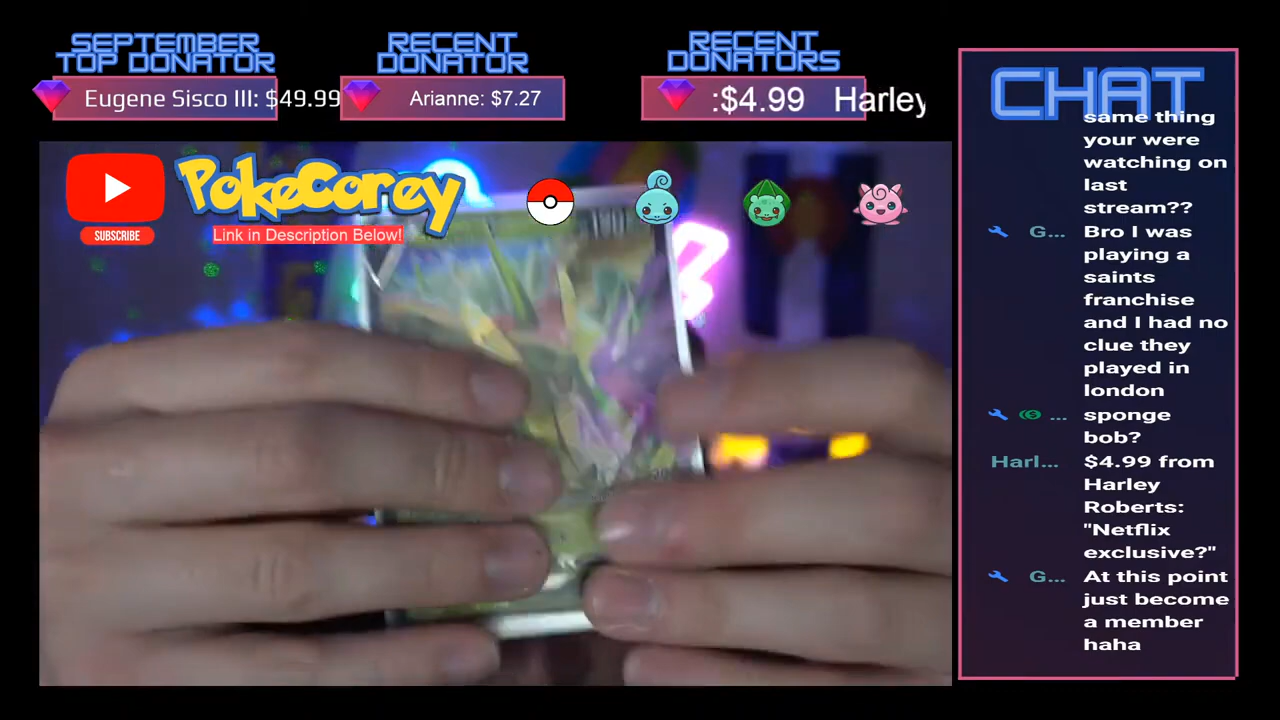 SEPTEMBER
TOP DONATOR
Eugene Sisco III: $49.99
RECENT
DONATOR
Arianne: $7.27
RECENT
DONATORS
:$4.99 Harley
SUBSCRIBE
PokeCorey
Link in Description Below!
CHAT
same thing
your were
watching on
last
stream??
G... Bro I was
playing a
saints
franchise
and I had no
clue they
played in
london
... sponge
bob?
Harl... $4.99 from
Harley
Roberts:
"Netflix
exclusive?"
G... At this point
just become
a member
haha